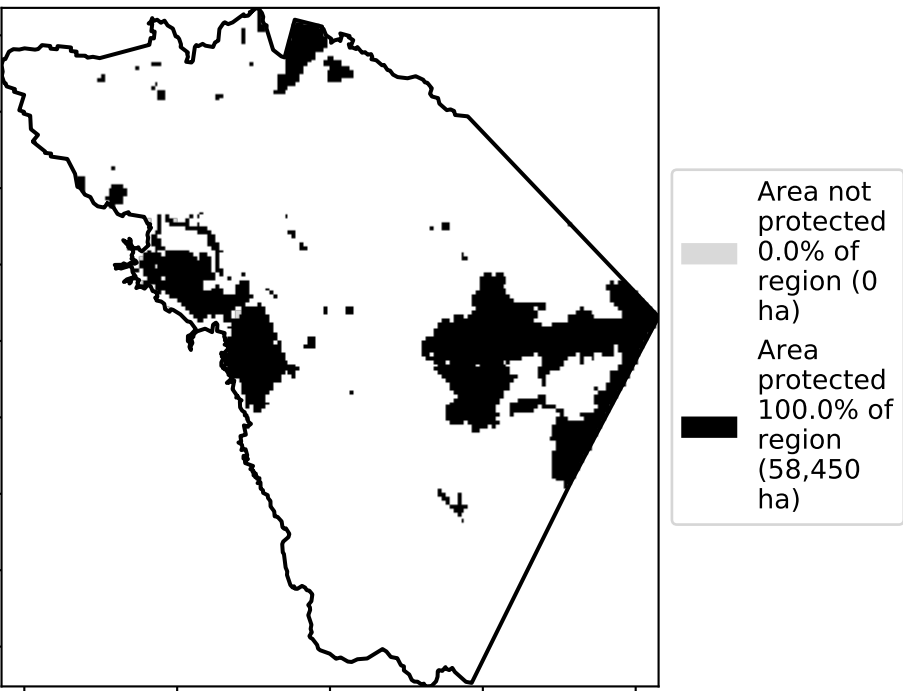 Area not
protected
0.0% of
region (0
ha)
Area
protected
100.0% of
region
(58,450
ha)